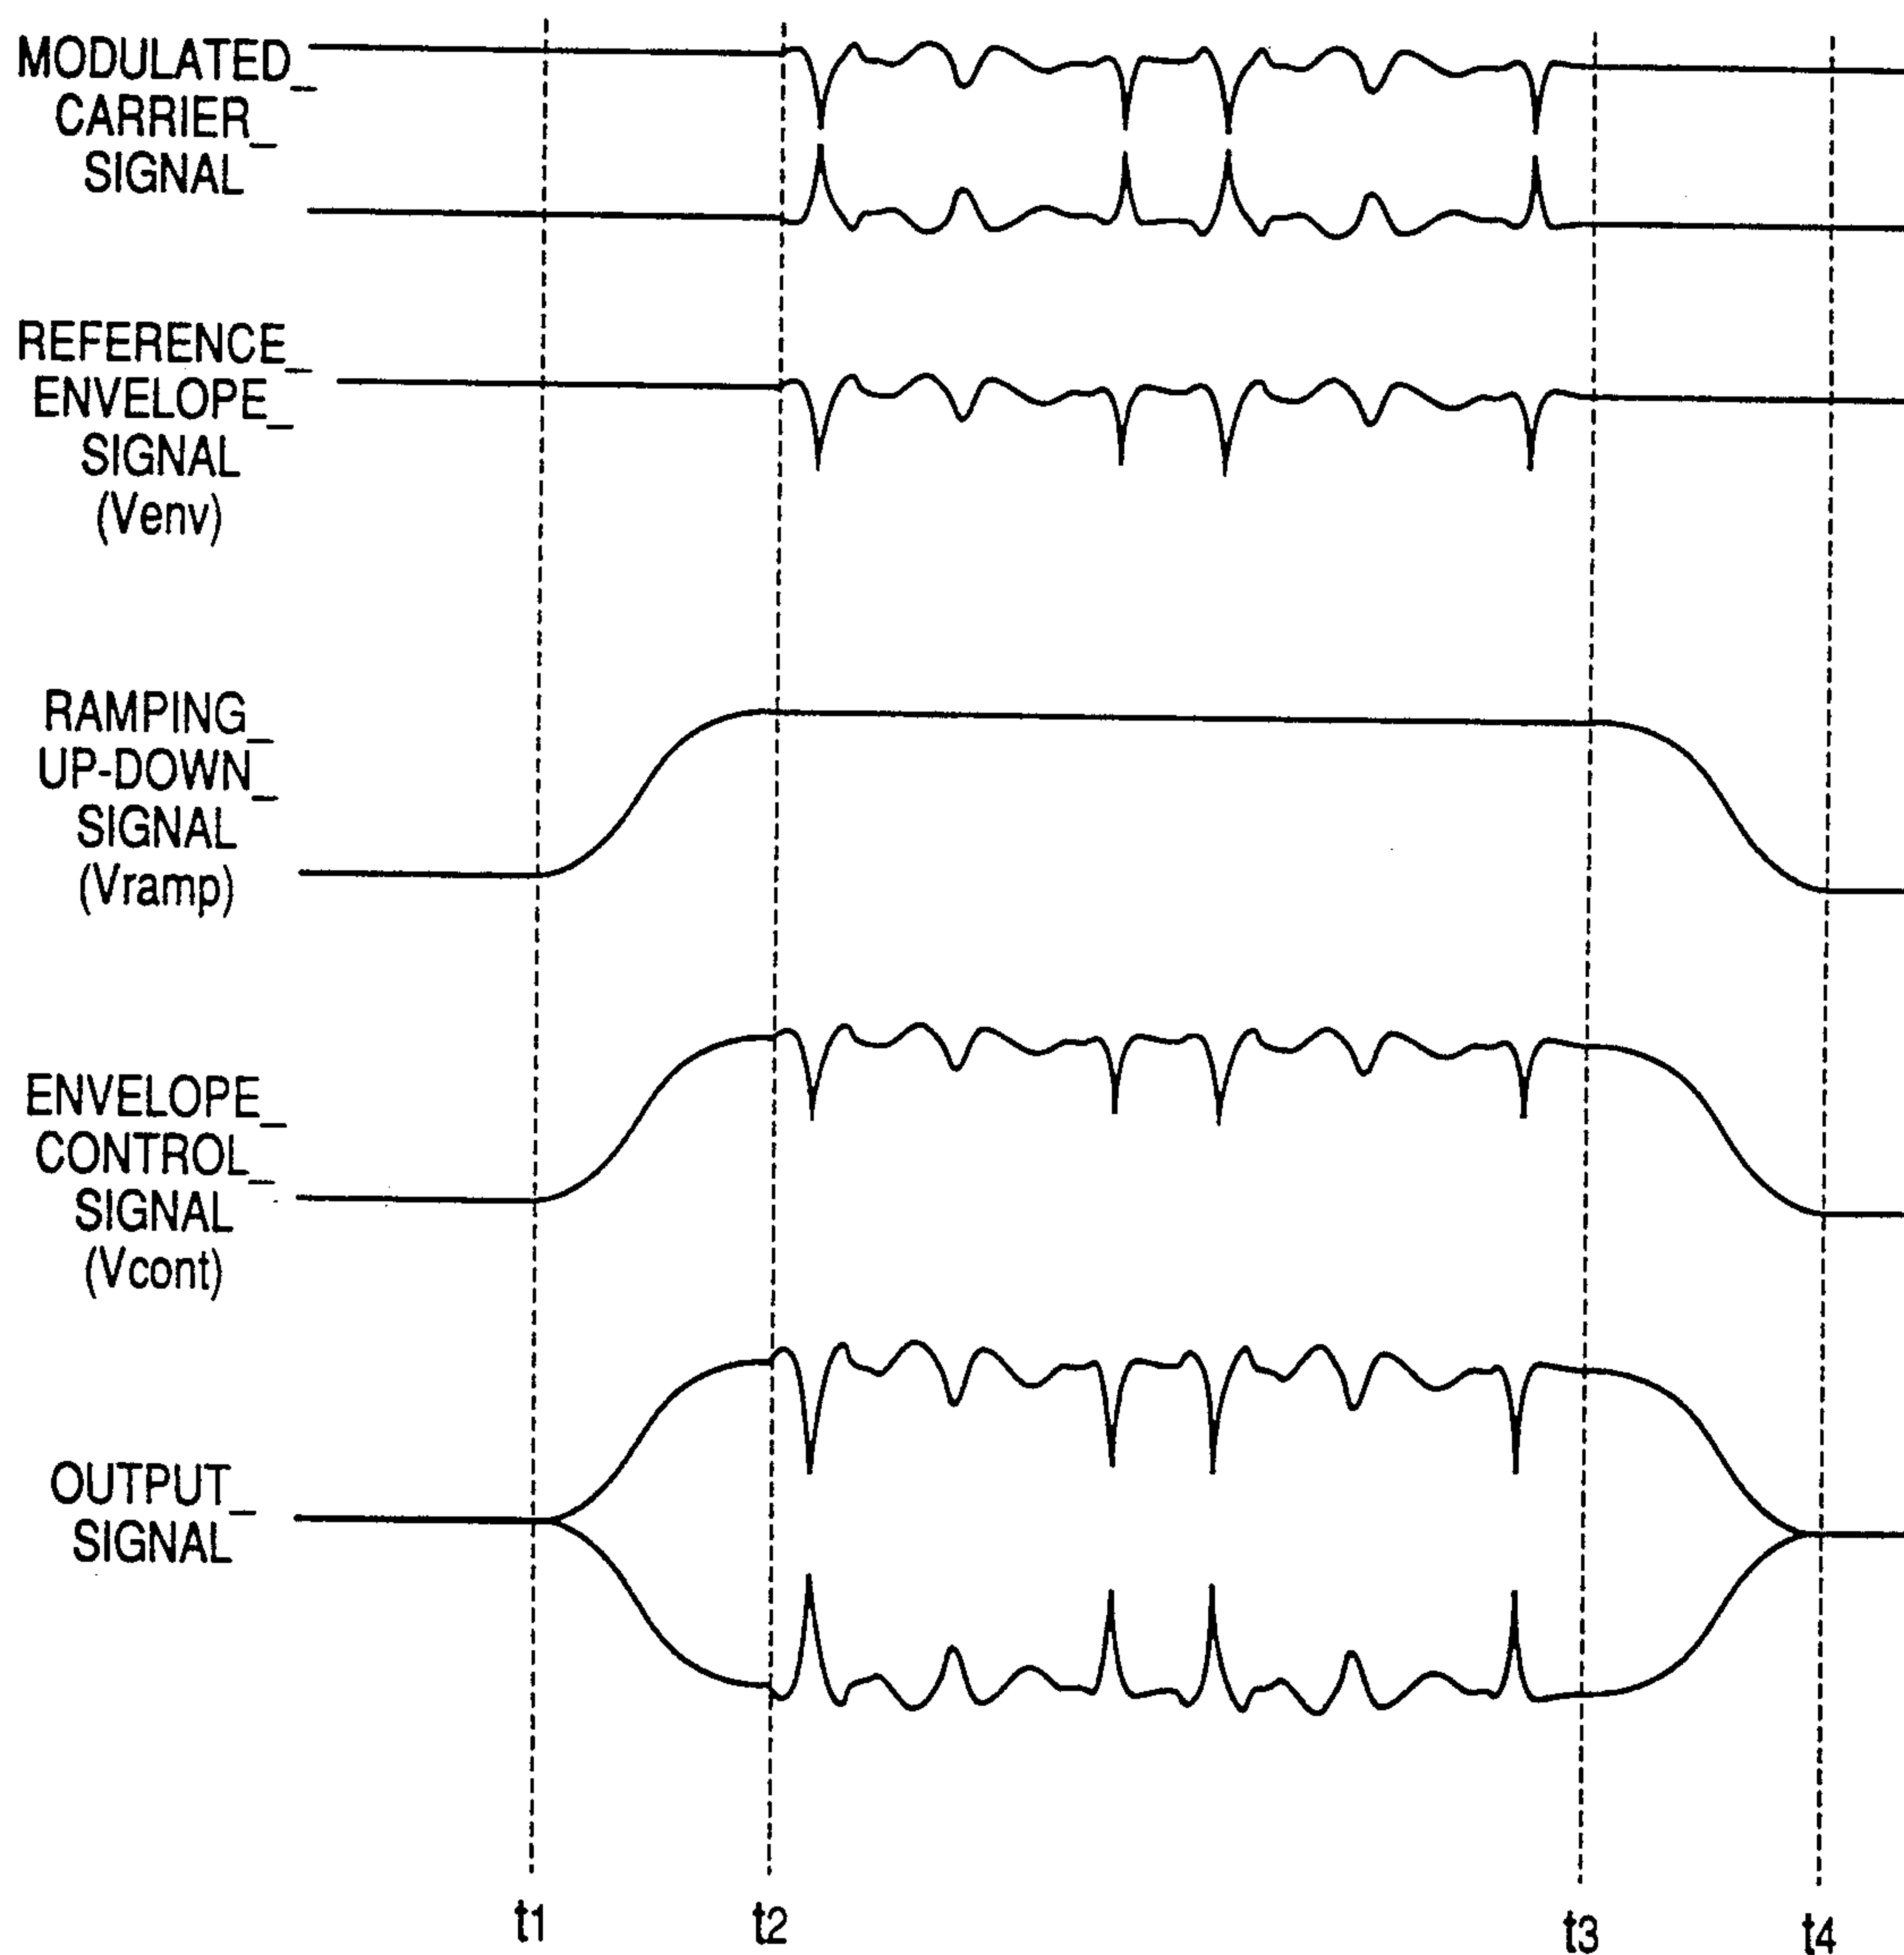 MODULATED_
CARRIER_
SIGNAL
REFERENCE_
ENVELOPE_
SIGNAL
(Venv)
RAMPING_
UP-DOWN_
SIGNAL
(Vramp)
ENVELOPE_
CONTROL_
SIGNAL
(Vcont)
OUTPUT_
SIGNAL
t1 t2 t3 t4